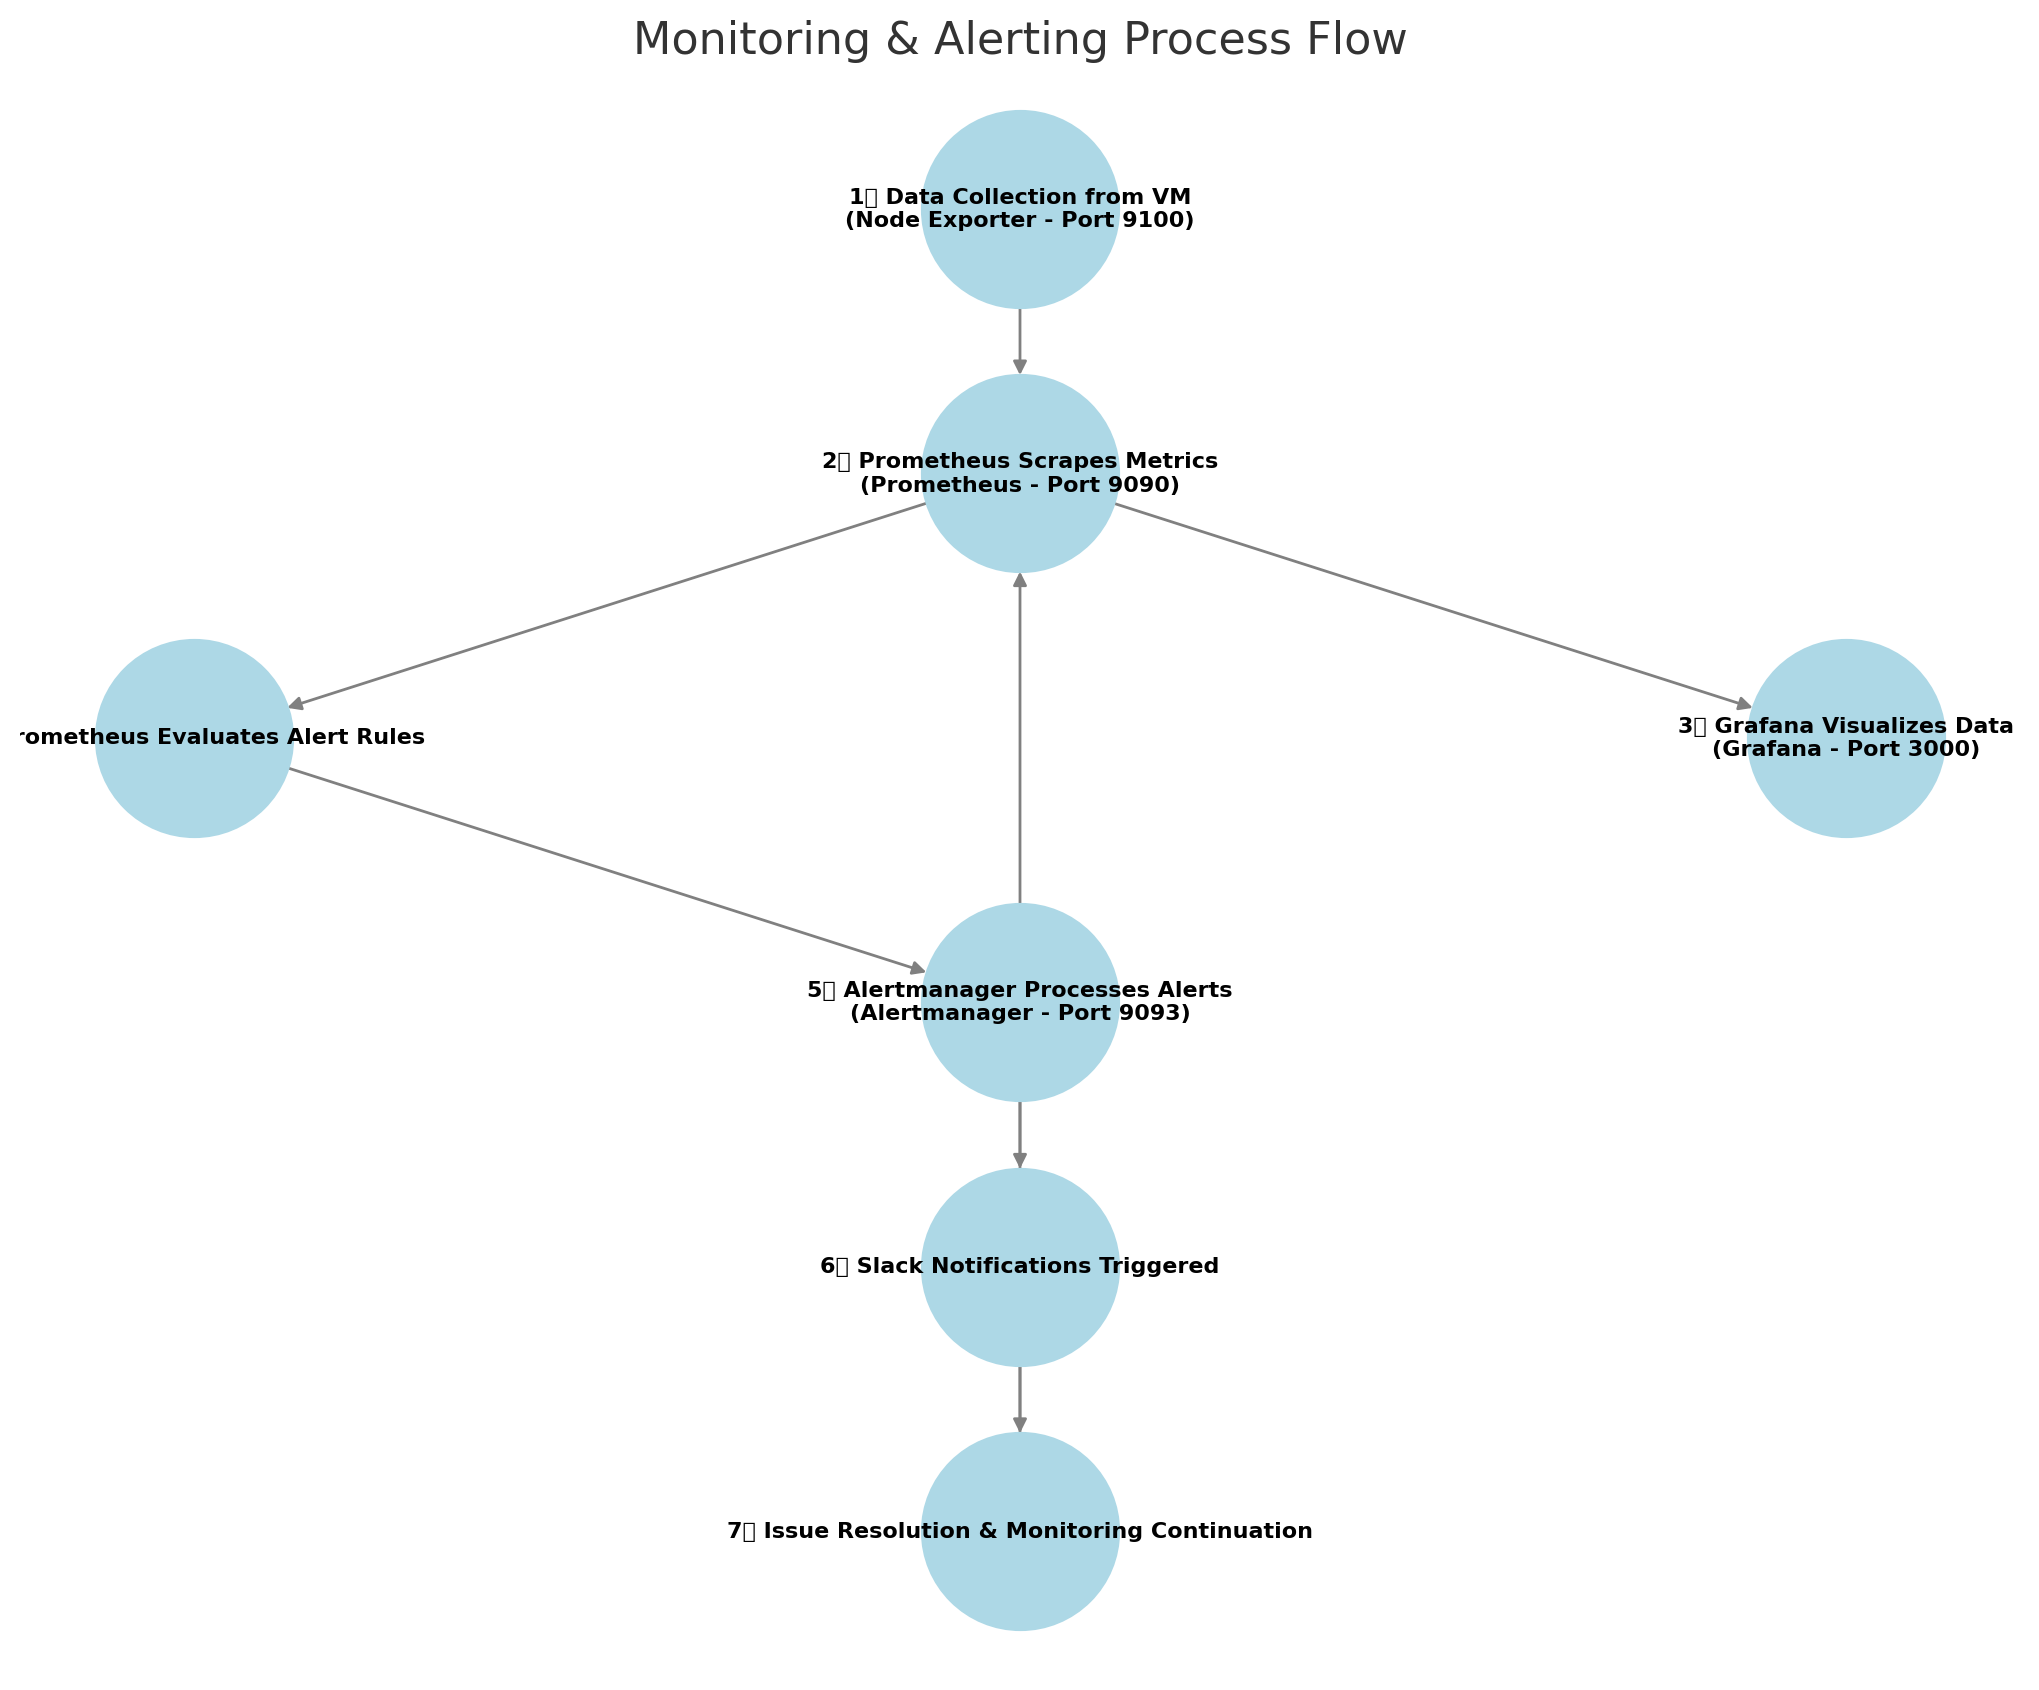 Monitoring & Alerting Process Flow
1 Data Collection from VM
(Node Exporter - Port 9100)
2 Prometheus Scrapes Metrics
(Prometheus - Port 9090)
rometheus Evaluates Alert Rules
3 Grafana Visualizes Data
(Grafana - Port 3000)
5 Alertmanager Processes Alerts
(Alertmanager - Port 9093)
6 Slack Notifications Triggered
7 Issue Resolution & Monitoring Continuation